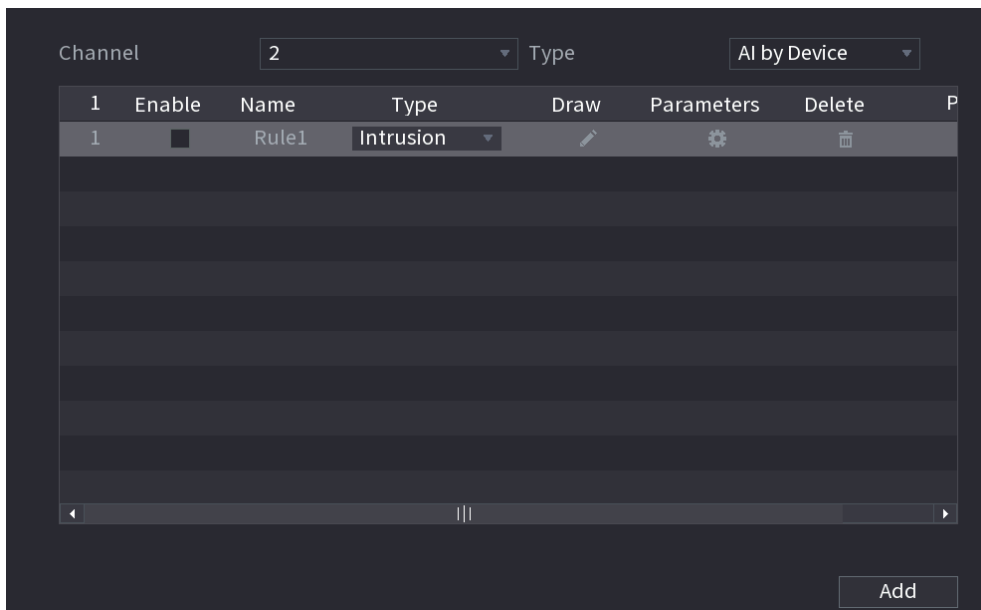 Channel 2 Type AI by Device
1 Enable Name Type Draw Parameters Delete P
1 Rule1 Intrusion
Add